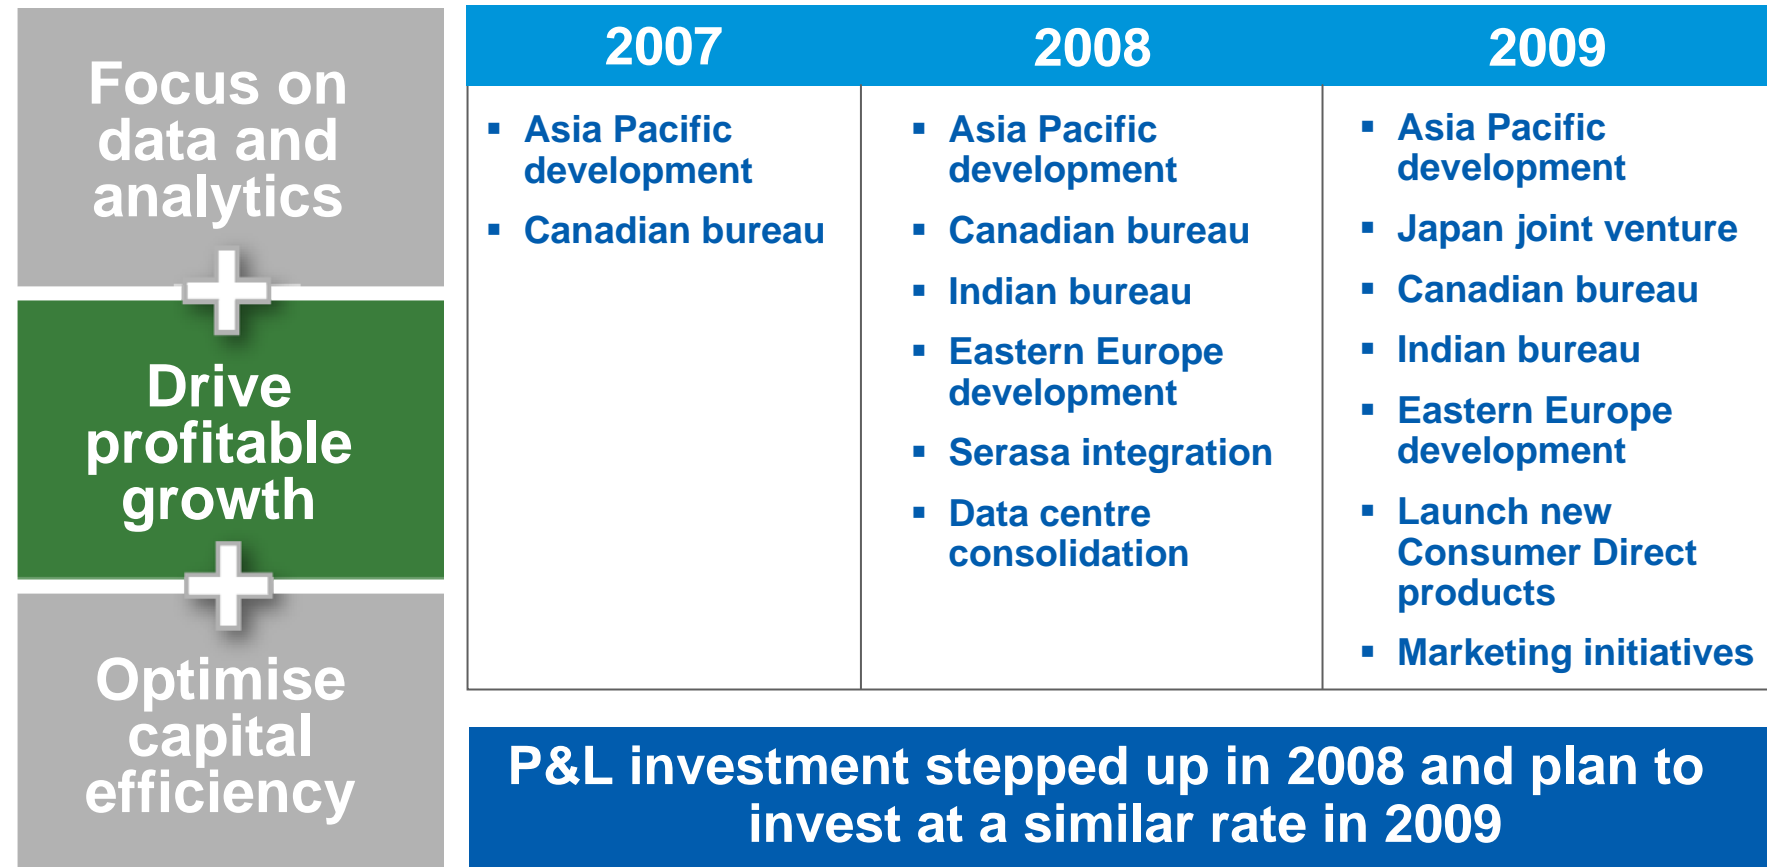 Focus on
data and
analytics
Drive
profitable
growth
Optimise
capital
efficiency
2007
▪ Asia Pacific
development
▪ Canadian bureau
2008
▪ Asia Pacific
development
▪ Canadian bureau
▪ Indian bureau
▪ Eastern Europe
development
▪ Serasa integration
▪ Data centre
consolidation
2009
▪ Asia Pacific
development
▪ Japan joint venture
▪ Canadian bureau
▪ Indian bureau
▪ Eastern Europe
development
▪ Launch new
Consumer Direct
products
▪ Marketing initiatives
P&L investment stepped up in 2008 and plan to
invest at a similar rate in 2009